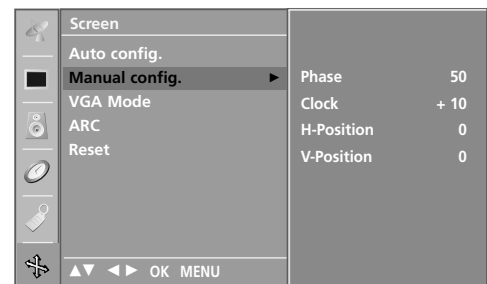 Screen
Auto config.
Manual config. ►
VGA Mode
ARC
Reset
Phase 50
Clock + 10
H-Position 0
V-Position 0
▲▼ ◄► OK MENU